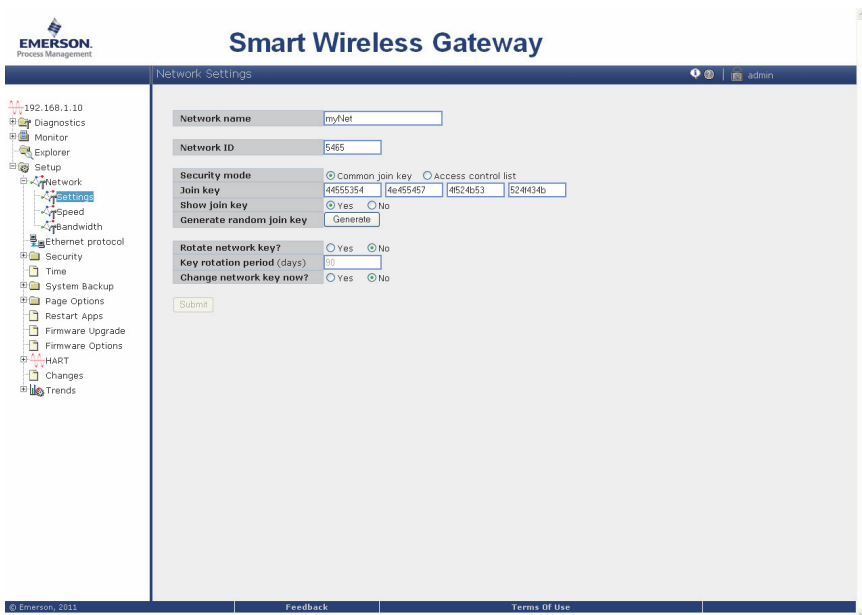 EMERSON.
Process Management
Smart Wireless Gateway
Network Settings
admin
192.168.1.10
Diagnostics
Monitor
Explorer
Setup
Network
Settings
Speed
Bandwidth
Ethernet protocol
Security
Time
System Backup
Page Options
Restart Apps
Firmware Upgrade
Firmware Options
HART
Changes
Trends
Network name myNet
Network ID 5465
Security mode Common join key Access control list
Join key 44555354 4e455457 4f524b53 524f434b
Show join key Yes No
Generate random join key Generate
Rotate network key? Yes No
Key rotation period (days) 90
Change network key now? Yes No
Submit
© Emerson, 2011 Feedback Terms Of Use